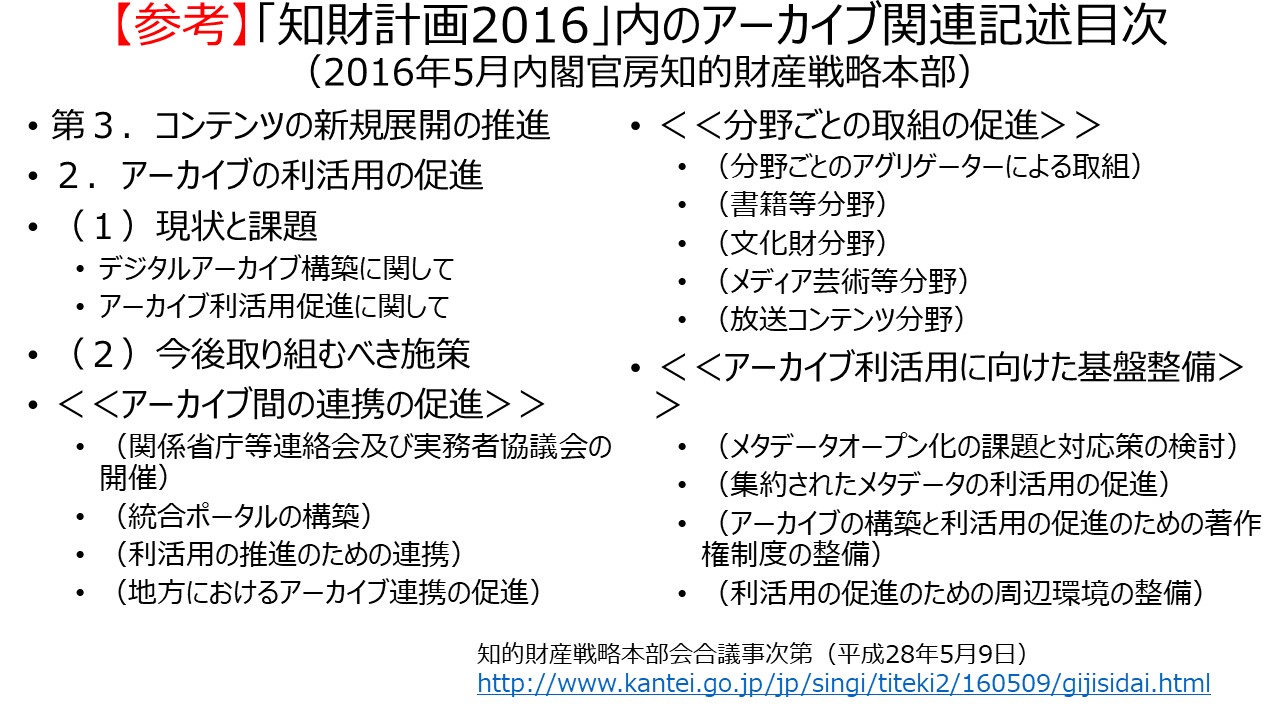 【参考】「知財計画2016」内のアーカイブ関連記述目次
（2016年5月内閣官房知的財産戦略本部）
• 第３．コンテンツの新規展開の推進
• ２．アーカイブの利活用の促進
• （１）現状と課題
• デジタルアーカイブ構築に関して
• アーカイブ利活用促進に関して
• （２）今後取り組むべき施策
• ＜＜アーカイブ間の連携の促進＞＞
• （関係省庁等連絡会及び実務者協議会の
開催）
• （統合ポータルの構築）
• （利活用の推進のための連携）
• （地方におけるアーカイブ連携の促進）
• ＜＜分野ごとの取組の促進＞＞
• （分野ごとのアグリゲーターによる取組）
• （書籍等分野）
• （文化財分野）
• （メディア芸術等分野）
• （放送コンテンツ分野）
• ＜＜アーカイブ利活用に向けた基盤整備＞
＞
• （メタデータオープン化の課題と対応策の検討）
• （集約されたメタデータの利活用の促進）
• （アーカイブの構築と利活用の促進のための著作
権制度の整備）
• （利活用の促進のための周辺環境の整備）
知的財産戦略本部会合議事次第（平成28年5月9日）
http://www.kantei.go.jp/jp/singi/titeki2/160509/gijisidai.html